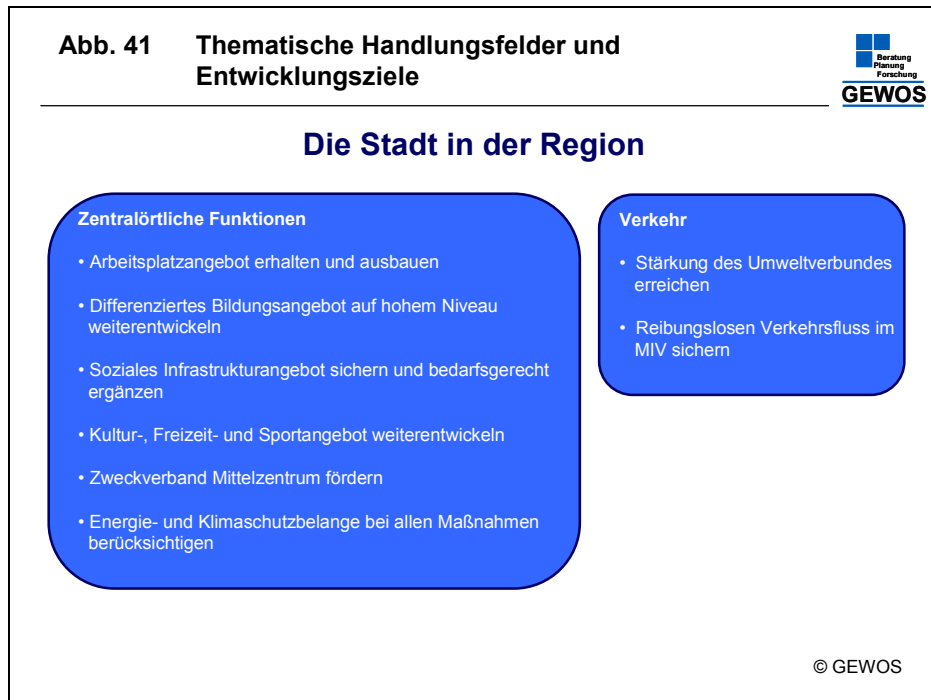 Abb. 41 Thematische Handlungsfelder und
Entwicklungsziele
Beratung
Planung
Forschung
GEWOS
Die Stadt in der Region
Zentralörtliche Funktionen
• Arbeitsplatzangebot erhalten und ausbauen
• Differenziertes Bildungsangebot auf hohem Niveau
weiterentwickeln
• Soziales Infrastrukturangebot sichern und bedarfsgerecht
ergänzen
• Kultur-, Freizeit- und Sportangebot weiterentwickeln
• Zweckverband Mittelzentrum fördern
• Energie- und Klimaschutzbelange bei allen Maßnahmen
berücksichtigen
Verkehr
• Stärkung des Umweltverbundes
erreichen
• Reibungslosen Verkehrsfluss im
MIV sichern
© GEWOS